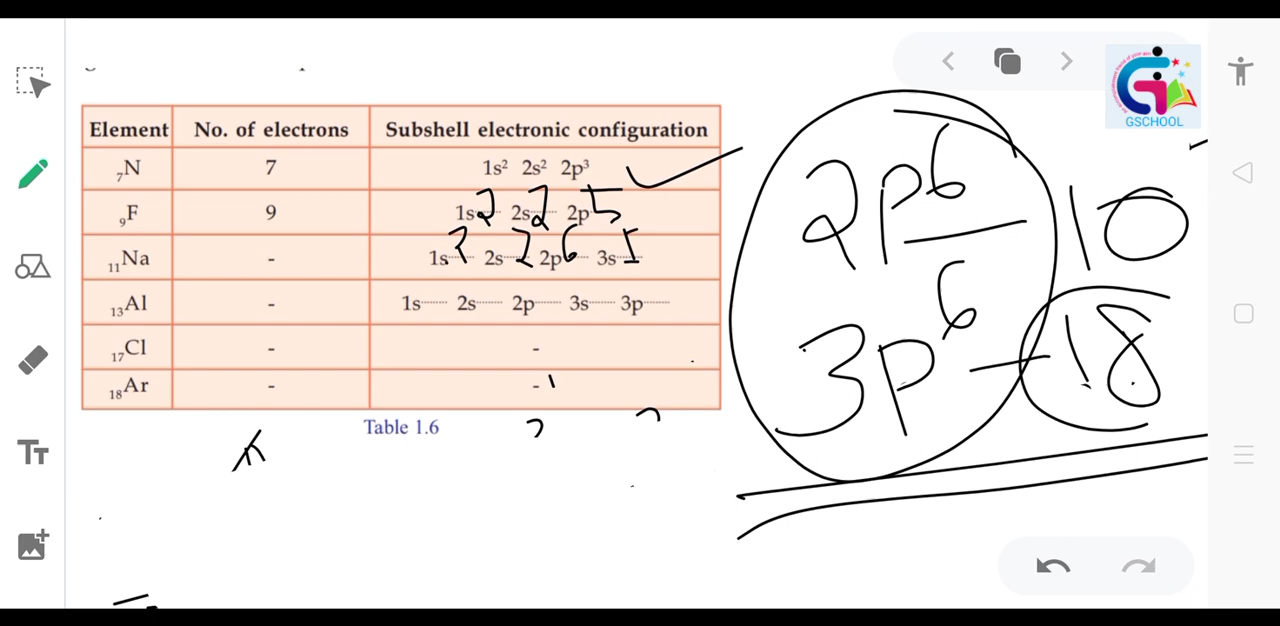 Element No. of electrons Subshell electronic configuration
₇N 7 1s² 2s² 2p³
₉F 9 1s2 2s2 2p5
₁₁Na - 1s2 2s2 2p6 3s1
₁₃Al - 1s........ 2s........ 2p........ 3s........ 3p........
₁₇Cl - -
₁₈Ar - -
Table 1.6
2p6 10
3p6 - 18
GSCHOOL
Tт